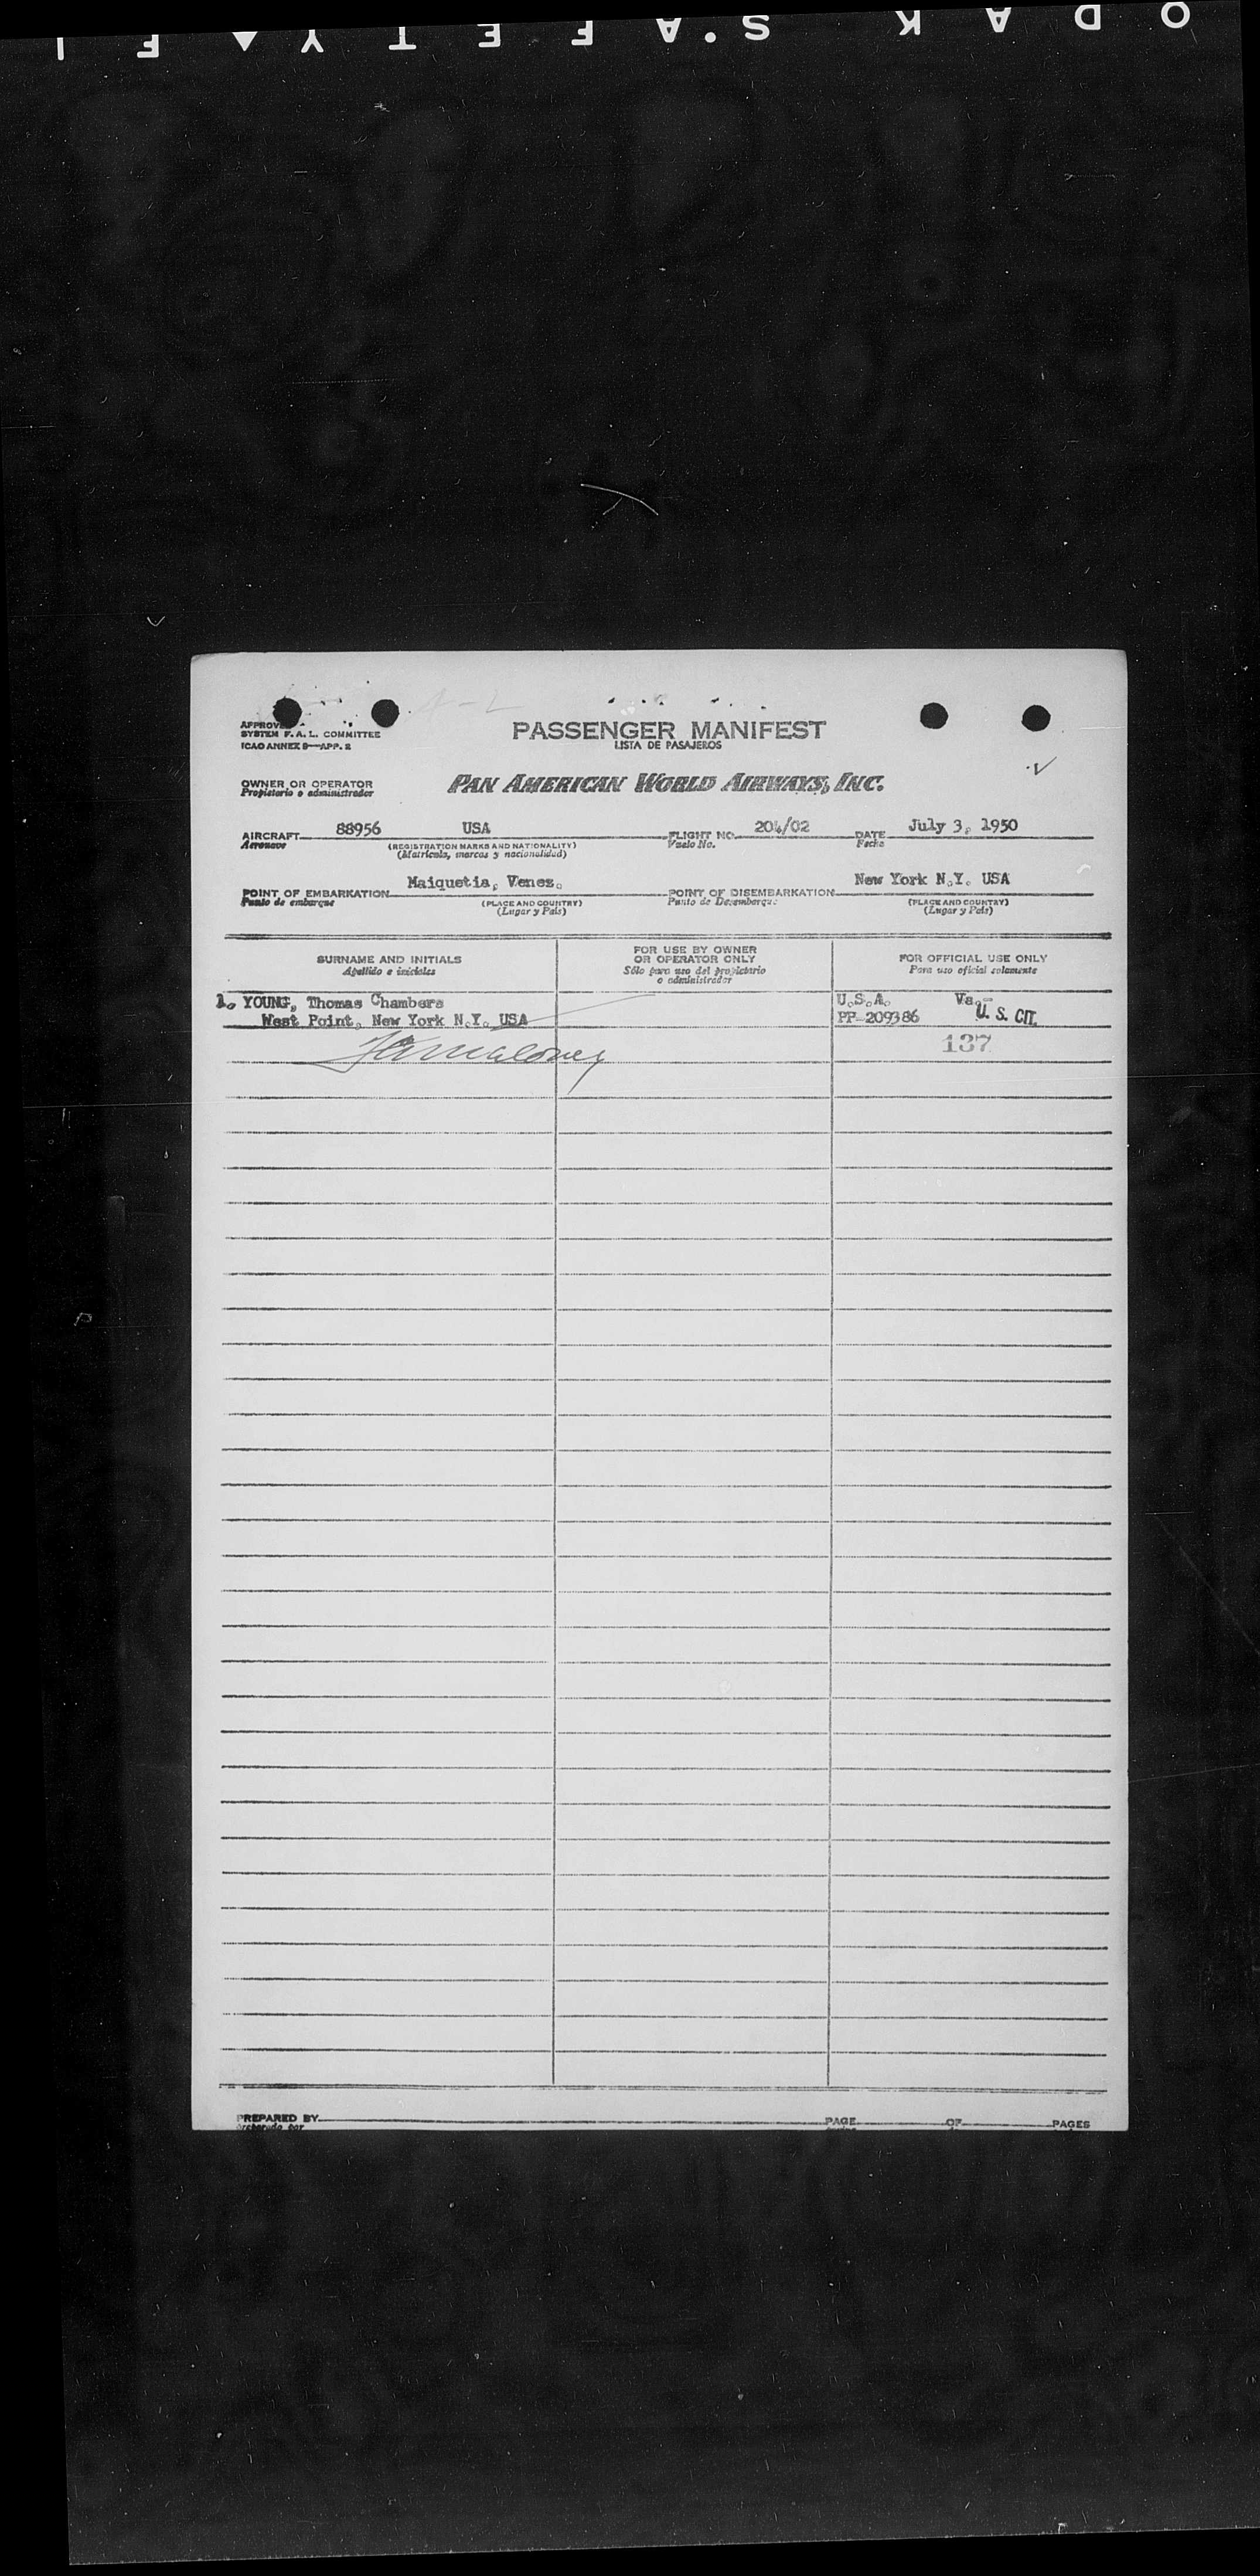 KODAK SAFETY FI
PASSENGER MANIFEST
LISTA DE PASAJEROS
SYSTEM F. A. L. COMMITTEE
ICAO ANNEX 9—APP. 2
OWNER OR OPERATOR
Propietario o administrador
PAN AMERICAN WORLD AIRWAYS, INC.
AIRCRAFT 88956 USA FLIGHT NO. 204/02 DATE July 3, 1950
Aeronave (REGISTRATION MARKS AND NATIONALITY) Vuelo No. Fecha
(Matricula, marcas y nacionalidad)
POINT OF EMBARKATION Maiquetia, Venez. POINT OF DISEMBARKATION New York N.Y. USA
Punto de embarque (PLACE AND COUNTRY) Punto de Desembarque (PLACE AND COUNTRY)
(Lugar y País) (Lugar y País)
SURNAME AND INITIALS
Apellido e iniciales
FOR USE BY OWNER
OR OPERATOR ONLY
Sólo para uso del propietario
o administrador
FOR OFFICIAL USE ONLY
Para uso oficial solamente
1. YOUNG, Thomas Chambers U.S.A. Va.-
West Point, New York N.Y. USA PP-209386 U. S. CIT.
137
PREPARED BY PAGE OF PAGES